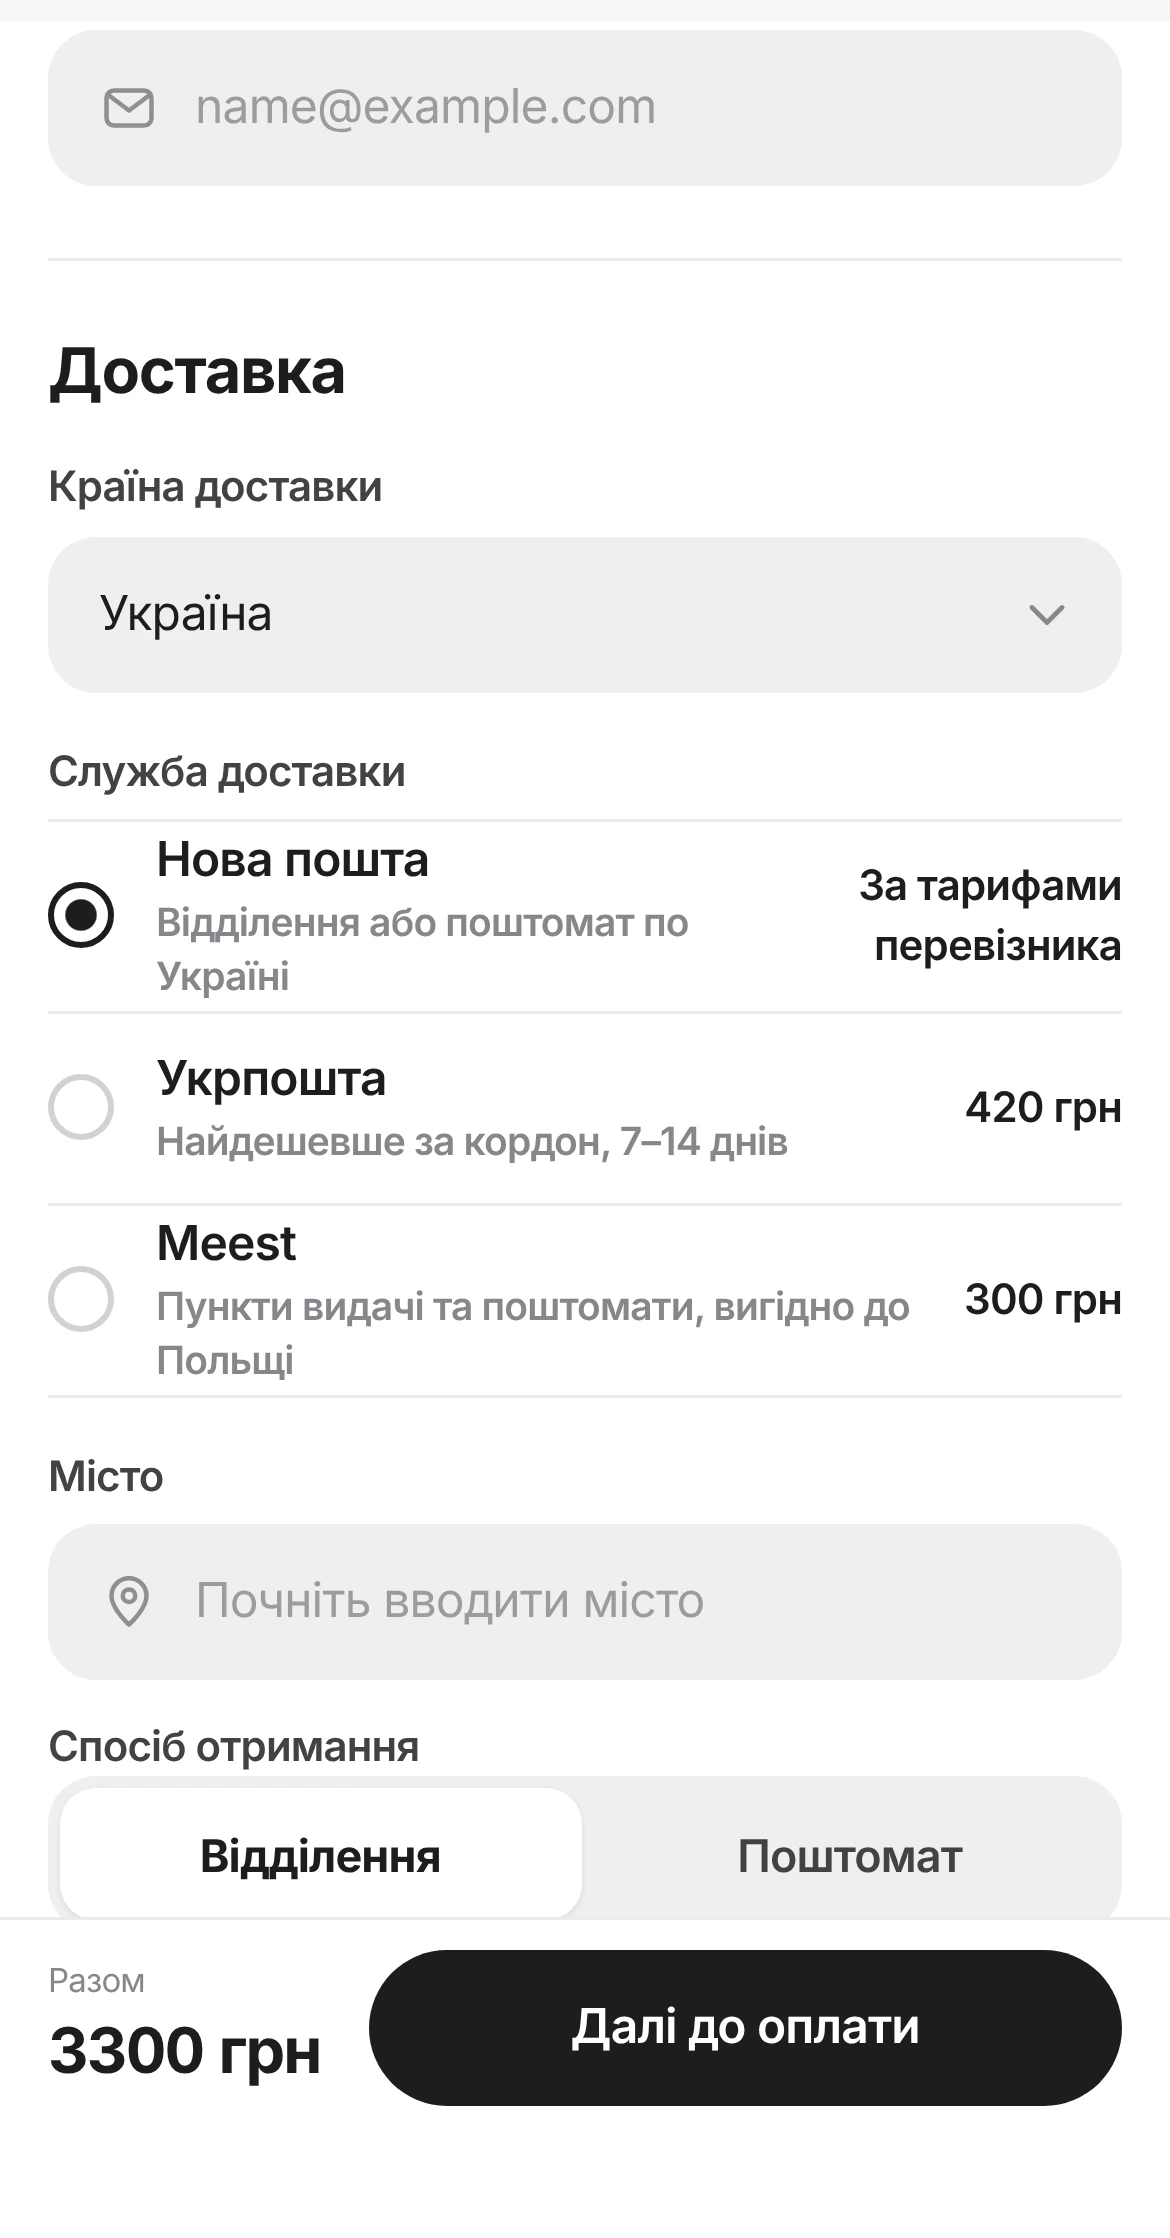 name@example.com
Доставка
Країна доставки
Україна
Служба доставки
Нова пошта
Відділення або поштомат по
Україні
За тарифами
перевізника
Укрпошта
Найдешевше за кордон, 7–14 днів
420 грн
Meest
Пункти видачі та поштомати, вигідно до
Польщі
300 грн
Місто
Почніть вводити місто
Спосіб отримання
Відділення
Поштомат
Разом
3300 грн
Далі до оплати